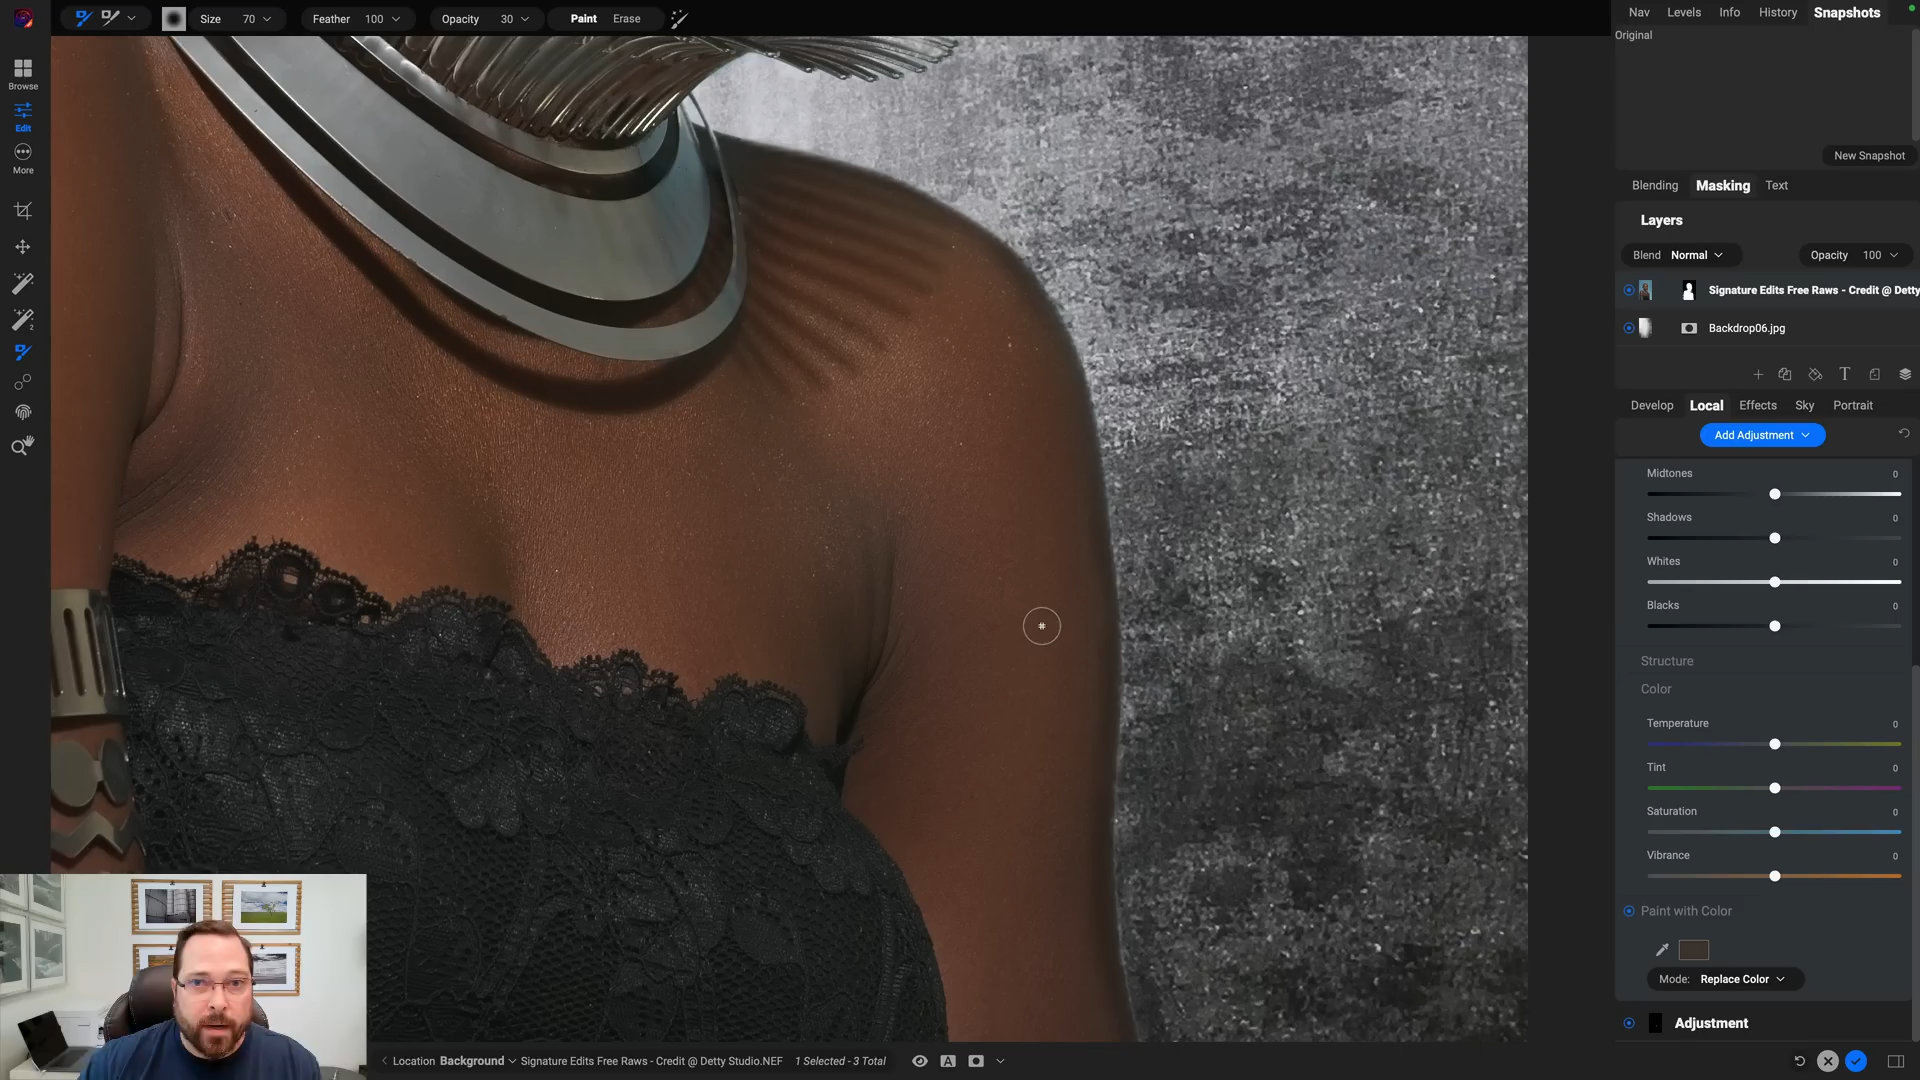 Size 70
Feather 100
Opacity 30
Paint
Erase
Nav
Levels
Info
History
Snapshots
Original
New Snapshot
Browse
Edit
More
2
Blending
Masking
Text
Layers
Blend Normal
Opacity 100
Signature Edits Free Raws - Credit @ Detty
Backdrop06.jpg
T
Develop
Local
Effects
Sky
Portrait
Add Adjustment
Midtones 0
Shadows 0
Whites 0
Blacks 0
Structure
Color
Temperature 0
Tint 0
Saturation 0
Vibrance 0
Paint with Color
Mode: Replace Color
Adjustment
Location Background
Signature Edits Free Raws - Credit @ Detty Studio.NEF
1 Selected - 3 Total
A